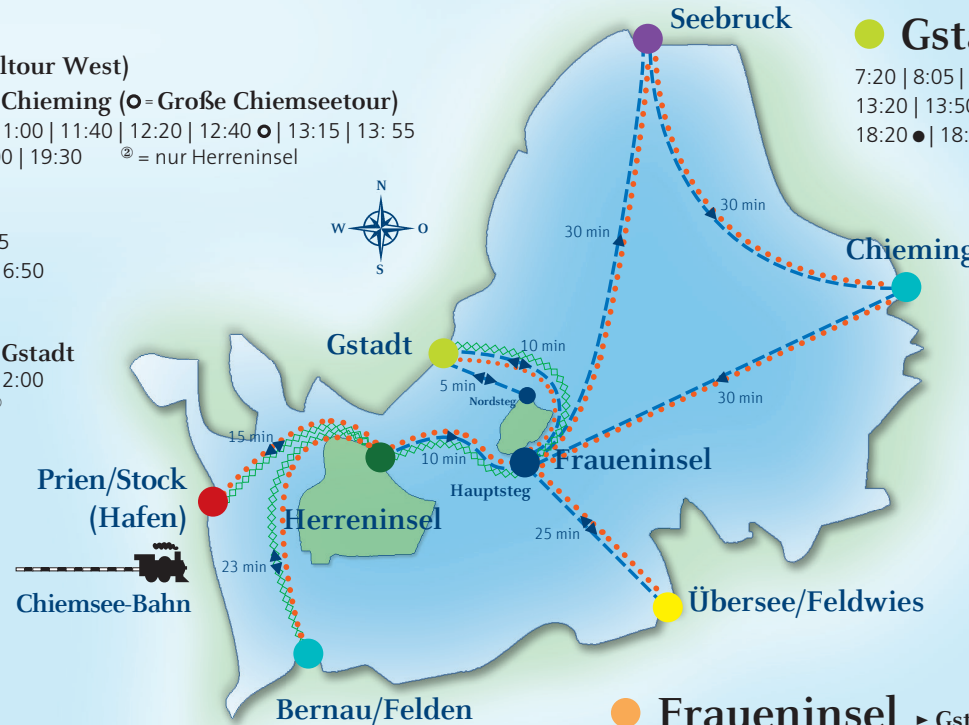 Seebruck
Gsta
ltour West)
Chieming (o = Große Chiemseetour)
1:00 | 11:40 | 12:20 | 12:40 o | 13:15 | 13: 55
00 | 19:30 ② = nur Herreninsel
7:20 | 8:05 |
13:20 | 13:50
18:20 ● | 18:
N
W O
S
5
6:50
30 min
30 min
Chieming
Gstadt
2:00
Gstadt
10 min
5 min
Nordsteg
30 min
15 min
10 min
Fraueninsel
Hauptsteg
Prien/Stock
(Hafen)
Herreninsel
25 min
23 min
Chiemsee-Bahn
Übersee/Feldwies
Bernau/Felden
Fraueninsel ► Gst